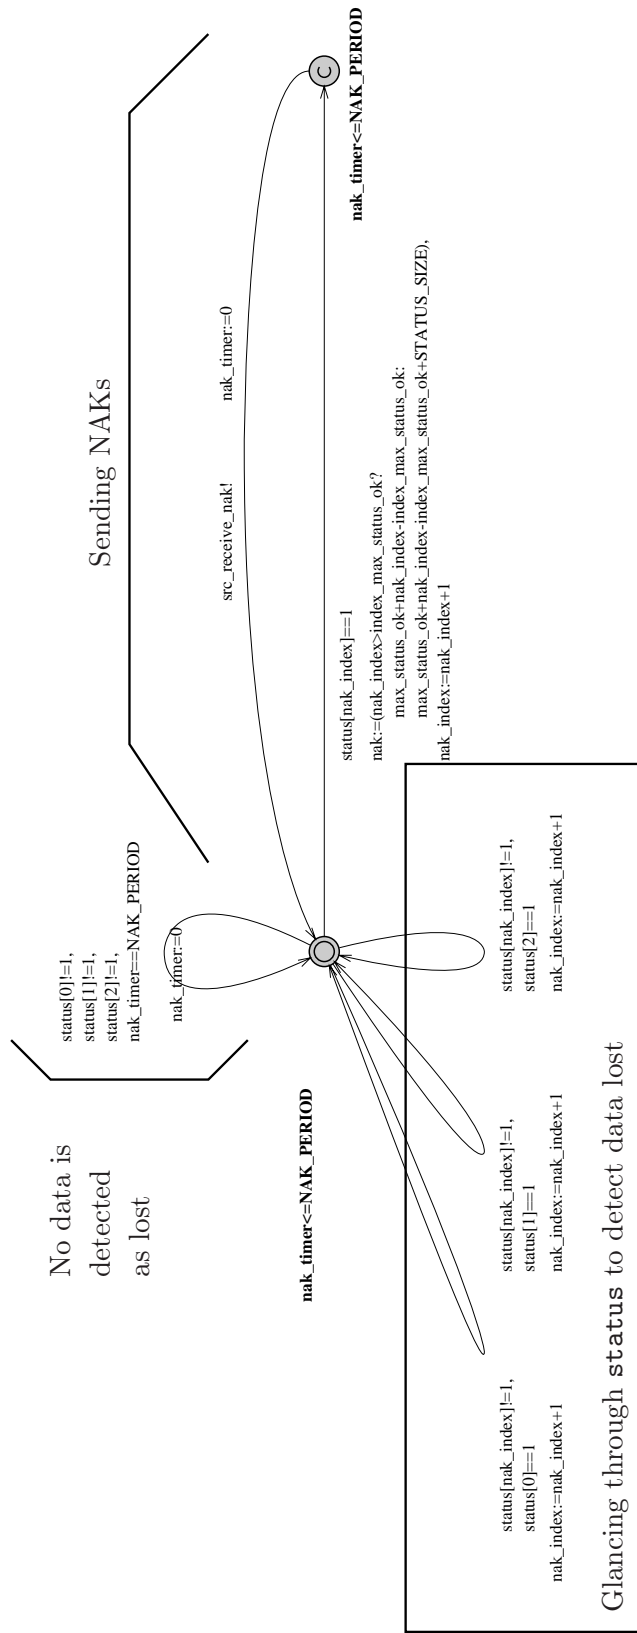 No data is
detected
as lost
status[0]!=1,
status[1]!=1,
status[2]!=1,
nak_timer==NAK_PERIOD
nak_timer:=0
Sending NAKs
src_receive_nak!
nak_timer:=0
C
nak_timer<=NAK_PERIOD
nak_timer<=NAK_PERIOD
status[nak_index]==1
nak:=(nak_index>index_max_status_ok?
max_status_ok+nak_index-index_max_status_ok:
max_status_ok+nak_index-index_max_status_ok+STATUS_SIZE),
nak_index:=nak_index+1
status[nak_index]!=1,
status[0]==1
nak_index:=nak_index+1
status[nak_index]!=1,
status[1]==1
nak_index:=nak_index+1
status[nak_index]!=1,
status[2]==1
nak_index:=nak_index+1
Glancing through status to detect data lost